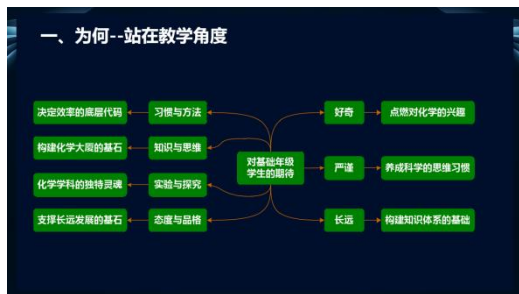 一、为何--站在教学角度
决定效率的底层代码
习惯与方法
好奇
点燃对化学的兴趣
构建化学大厦的基石
知识与思维
对基础年级
学生的期待
严谨
养成科学的思维习惯
化学学科的独特灵魂
实验与探究
支撑长远发展的基石
态度与品格
长远
构建知识体系的基础